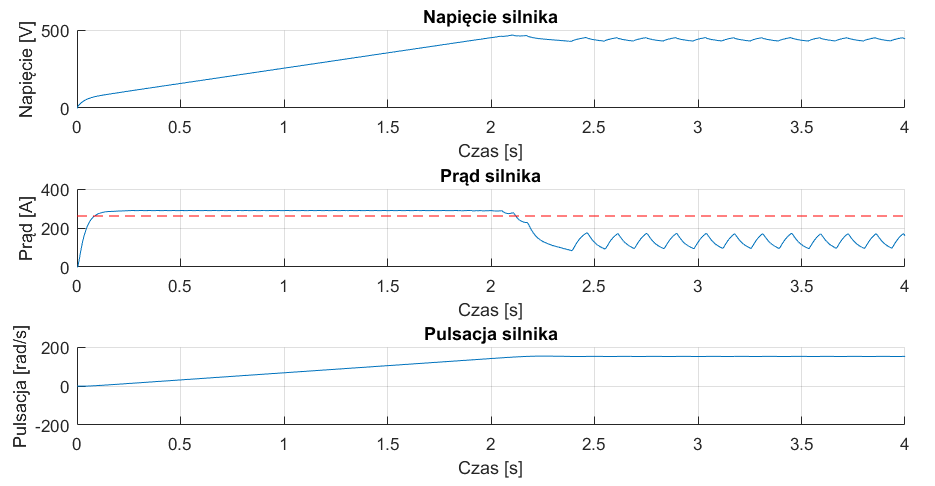 Napięcie silnika
Napięcie [V]
500
0
0 0.5 1 1.5 2 2.5 3 3.5 4
Czas [s]
Prąd silnika
Prąd [A]
400
200
0
0 0.5 1 1.5 2 2.5 3 3.5 4
Czas [s]
Pulsacja silnika
Pulsacja [rad/s]
200
0
-200
0 0.5 1 1.5 2 2.5 3 3.5 4
Czas [s]